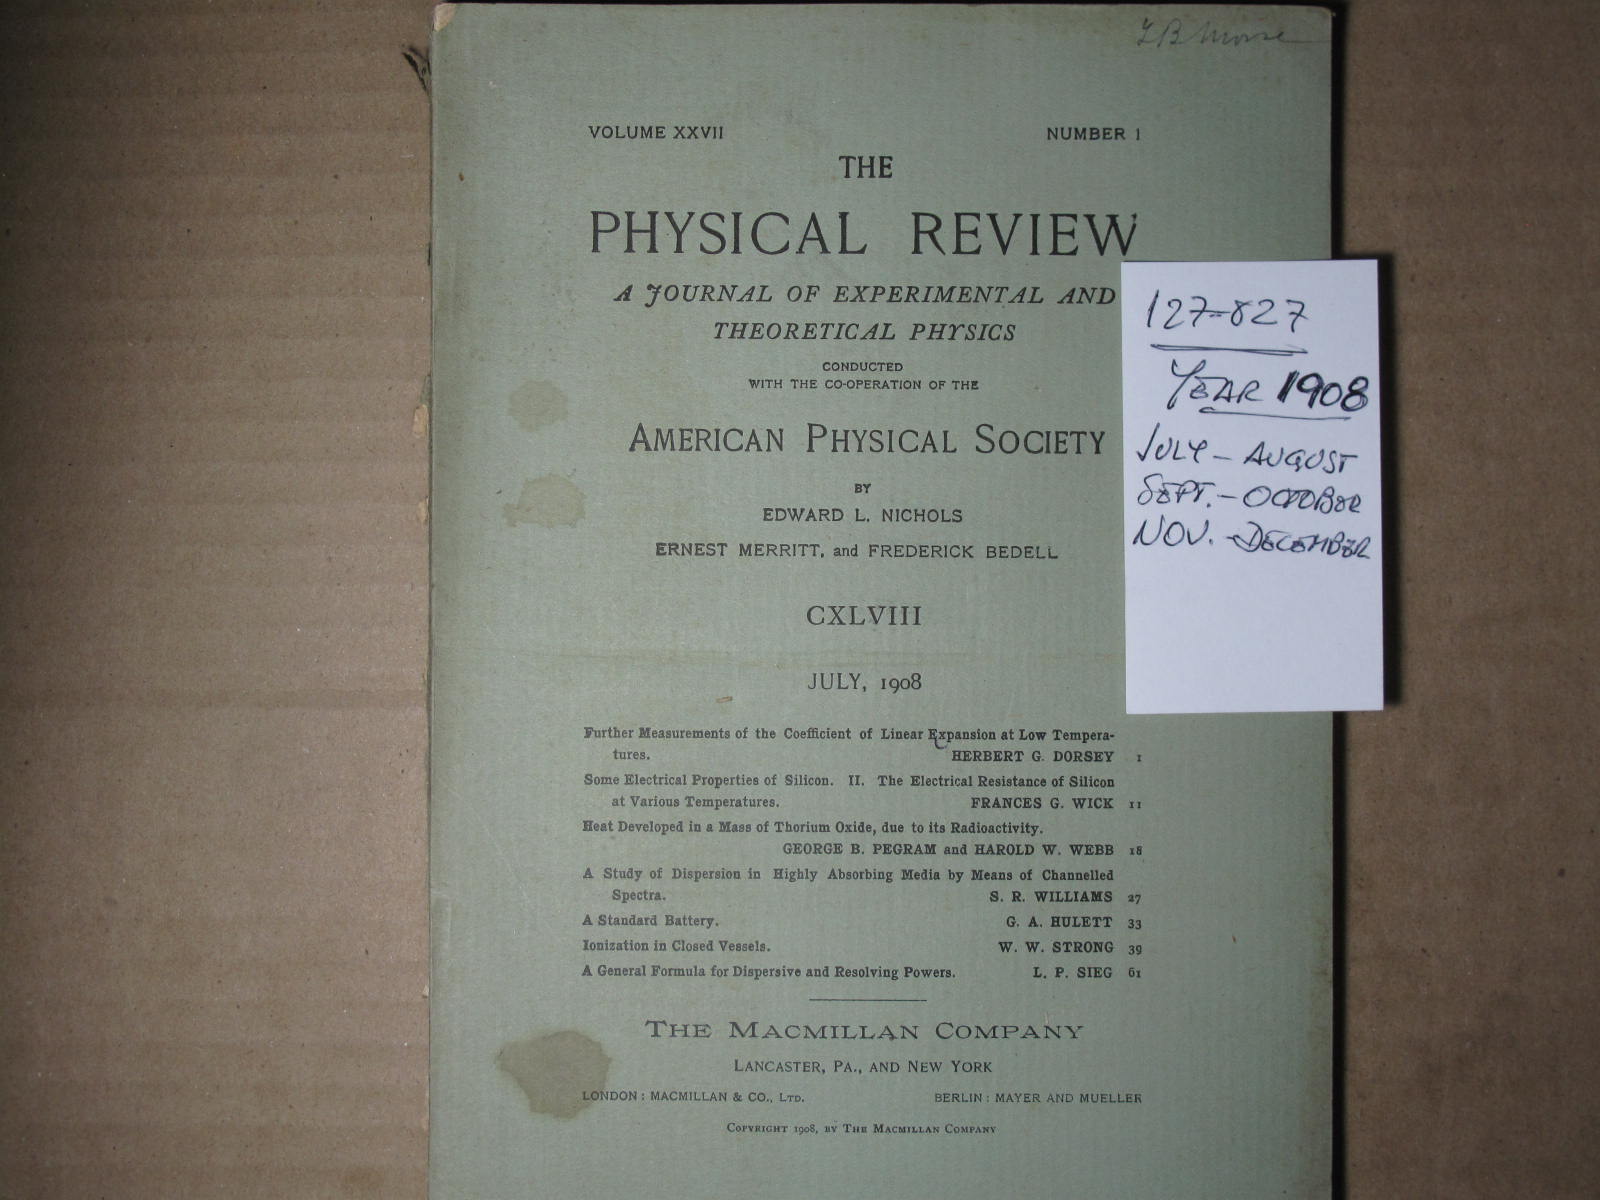 VOLUME XXVII NUMBER 1
THE
PHYSICAL REVIEW
A JOURNAL OF EXPERIMENTAL AND
THEORETICAL PHYSICS
CONDUCTED
WITH THE CO-OPERATION OF THE
AMERICAN PHYSICAL SOCIETY
BY
EDWARD L. NICHOLS
ERNEST MERRITT, and FREDERICK BEDELL
CXLVIII
JULY, 1908
Further Measurements of the Coefficient of Linear Expansion at Low Tempera-
tures. HERBERT G. DORSEY 1
Some Electrical Properties of Silicon. II. The Electrical Resistance of Silicon
at Various Temperatures. FRANCES G. WICK 11
Heat Developed in a Mass of Thorium Oxide, due to its Radioactivity.
GEORGE B. PEGRAM and HAROLD W. WEBB 18
A Study of Dispersion in Highly Absorbing Media by Means of Channelled
Spectra. S. R. WILLIAMS 27
A Standard Battery. G. A. HULETT 33
Ionization in Closed Vessels. W. W. STRONG 39
A General Formula for Dispersive and Resolving Powers. L. P. SIEG 61
THE MACMILLAN COMPANY
LANCASTER, PA., AND NEW YORK
LONDON : MACMILLAN & CO., LTD. BERLIN : MAYER AND MUELLER
COPYRIGHT 1908, BY THE MACMILLAN COMPANY
127-827
YEAR 1908
JULY - AUGUST
SEPT. - OCTOBER
NOV. - DECEMBER